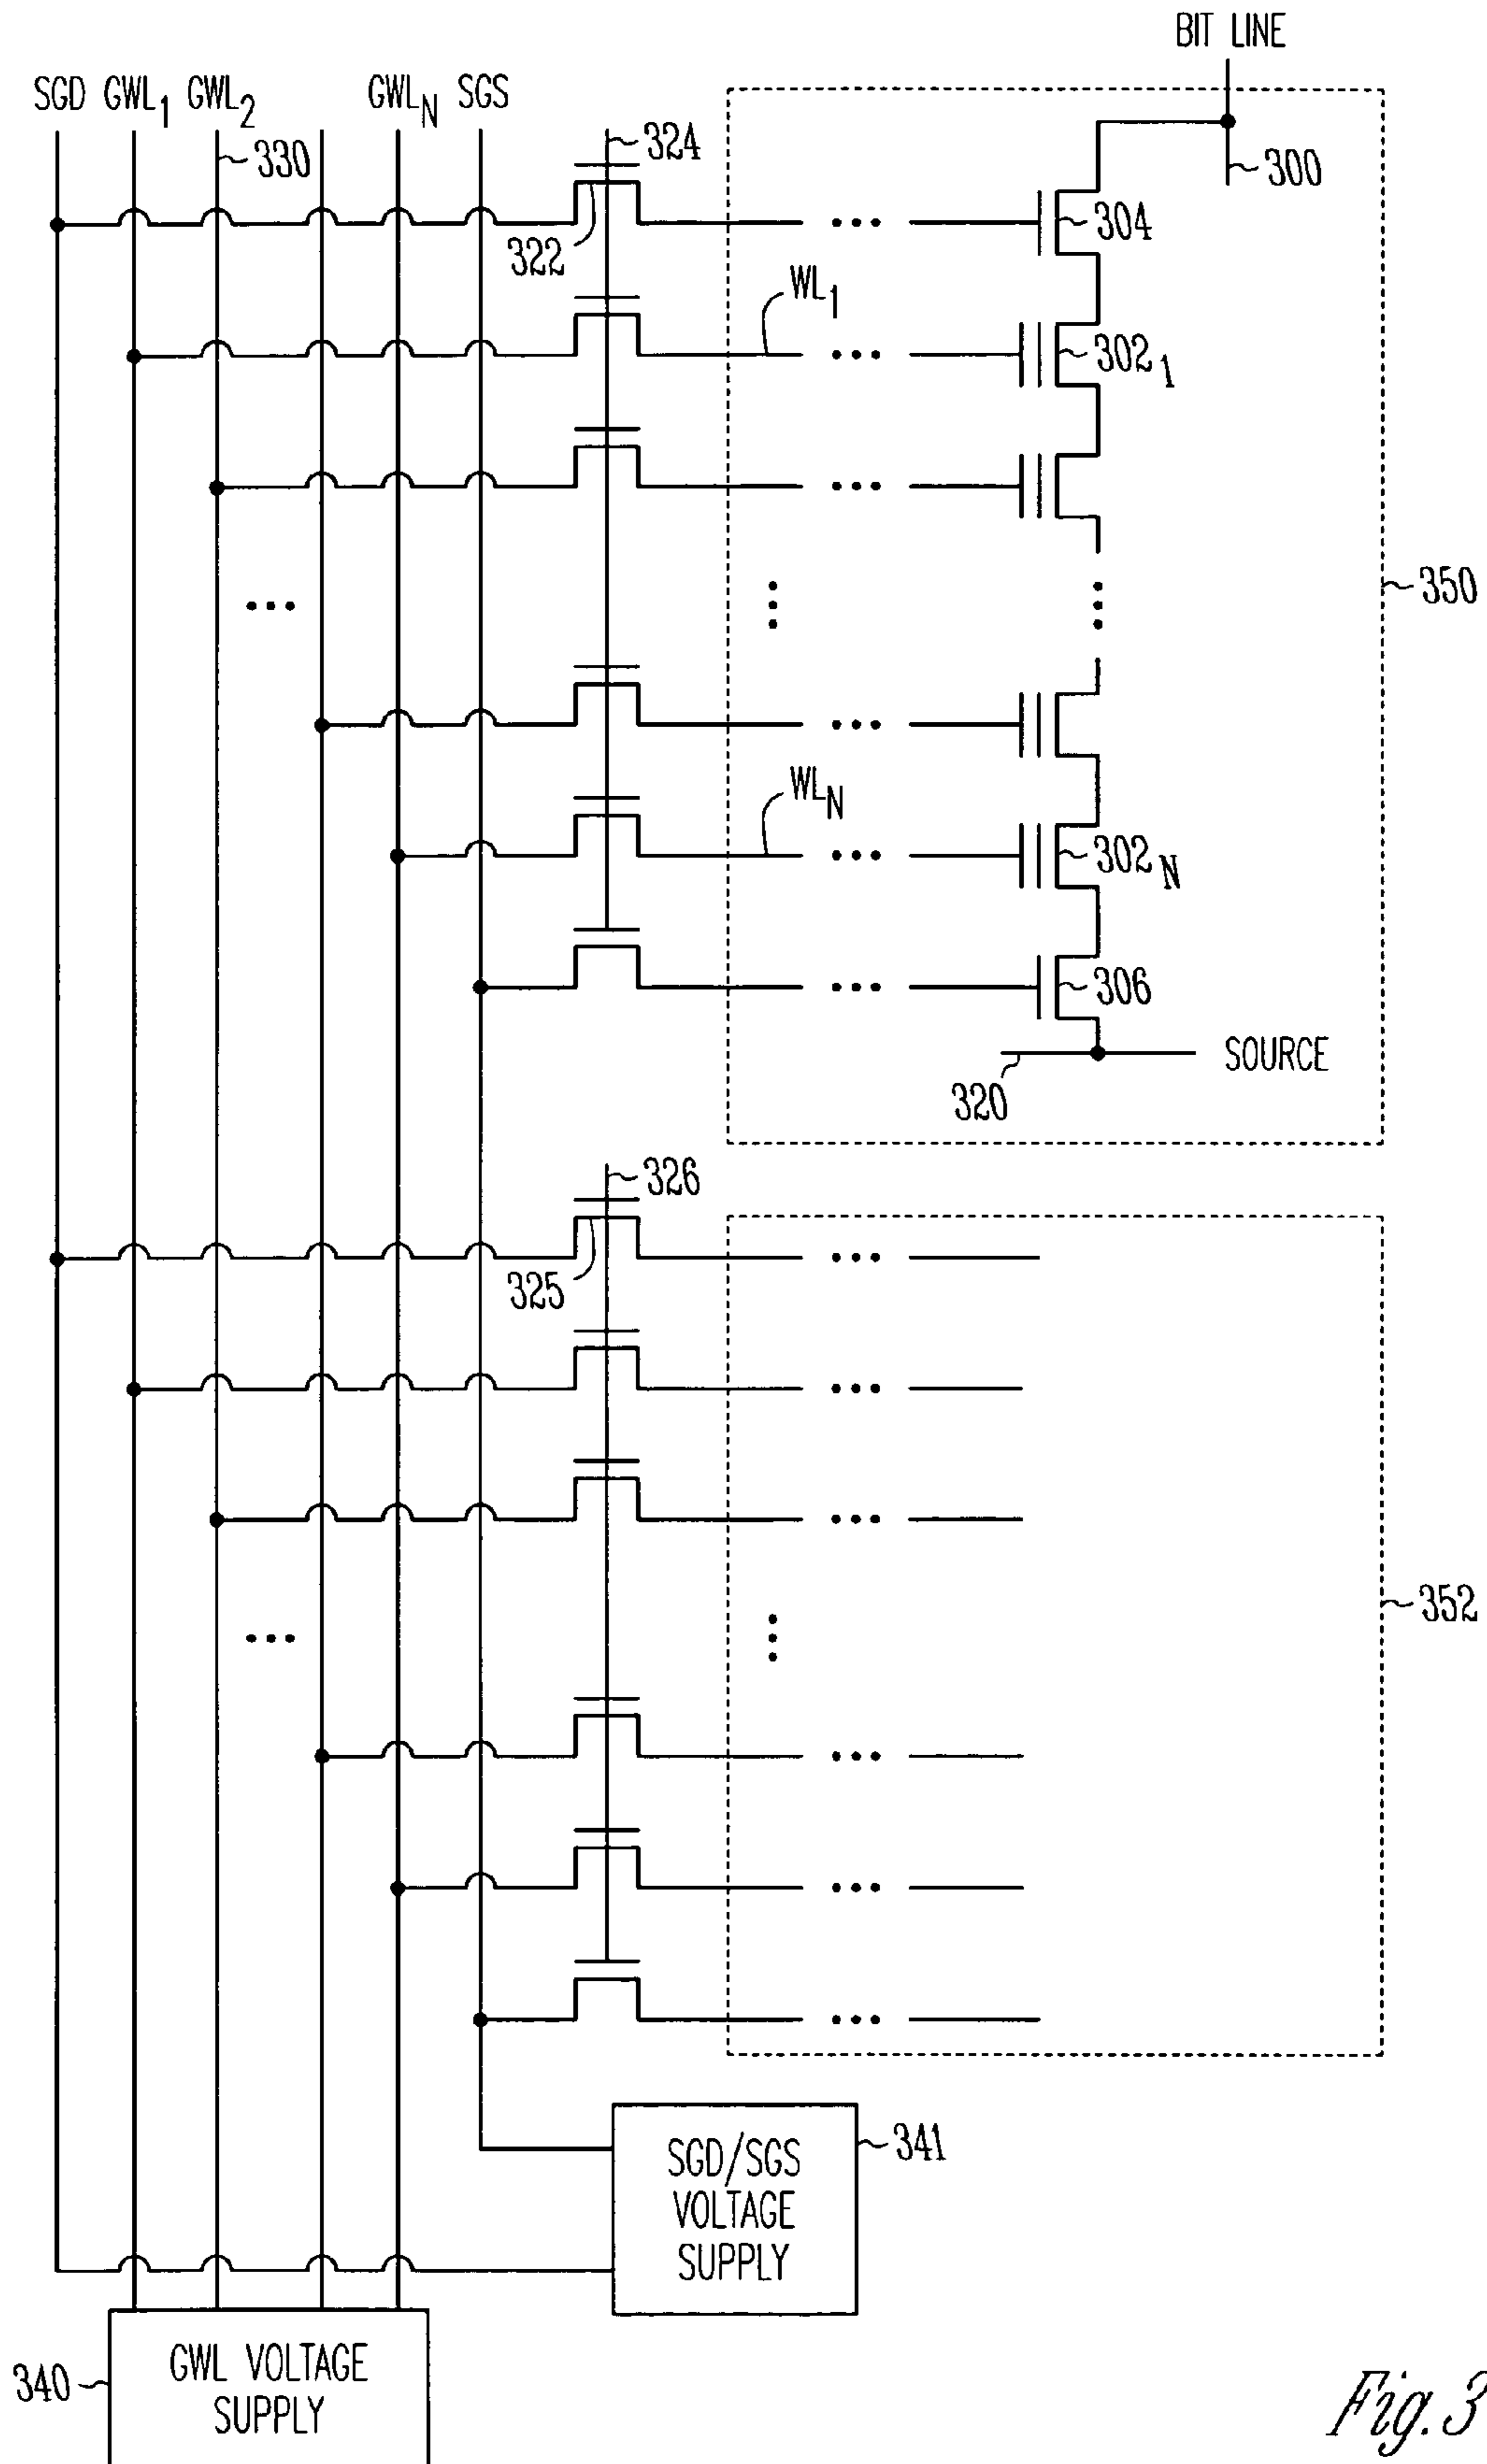 BIT LINE
SGD GWL1 GWL2 GWLN SGS
330
324
300
322
304
WL1
3021
350
WLN
302N
306
SOURCE
320
326
325
352
341
SGD/SGS
VOLTAGE
SUPPLY
340
GWL VOLTAGE
SUPPLY
Fig. 3